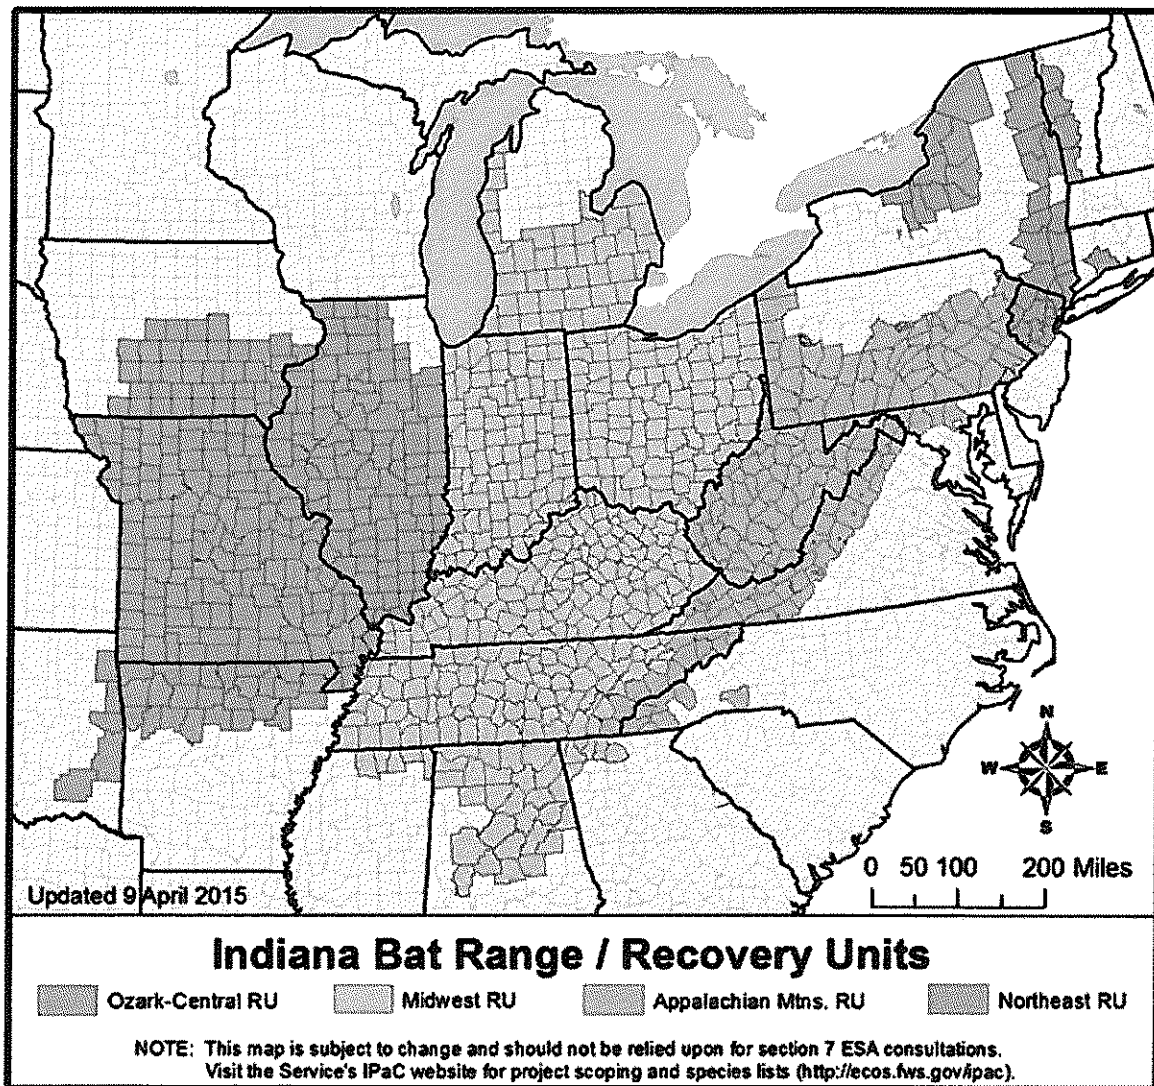 N
W E
S
0 50 100 200 Miles
Updated 9 April 2015
Indiana Bat Range / Recovery Units
Ozark-Central RU Midwest RU Appalachian Mtns. RU Northeast RU
NOTE: This map is subject to change and should not be relied upon for section 7 ESA consultations.
Visit the Service's IPaC website for project scoping and species lists (http://ecos.fws.gov/ipac).